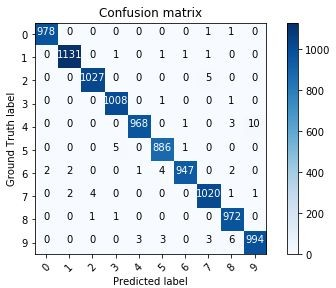 Confusion matrix
Ground Truth label
0 978 0 0 0 0 0 0 1 1 0
1 0 1131 0 1 0 1 1 0 1 0
2 0 0 1027 0 0 0 0 5 0 0
3 0 0 0 1008 0 1 0 0 1 0
4 0 0 0 0 968 0 1 0 3 10
5 0 0 0 5 0 886 1 0 0 0
6 2 2 0 0 1 4 947 0 2 0
7 0 2 4 0 0 0 0 1020 1 1
8 0 0 1 1 0 0 0 0 972 0
9 0 0 0 0 3 3 0 3 6 994
0 1 2 3 4 5 6 7 8 9
Predicted label
1000
800
600
400
200
0